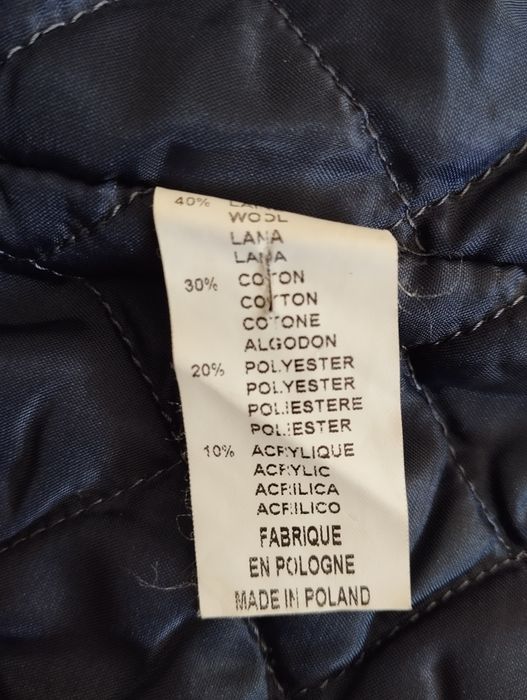 40%
WOOL
LANA
LANA
30% COTON
COTTON
COTONE
ALGODON
20% POLYESTER
POLYESTER
POLIESTERE
POLIESTER
10% ACRYLIQUE
ACRYLIC
ACRILICA
ACRILICO
FABRIQUE
EN POLOGNE
MADE IN POLAND